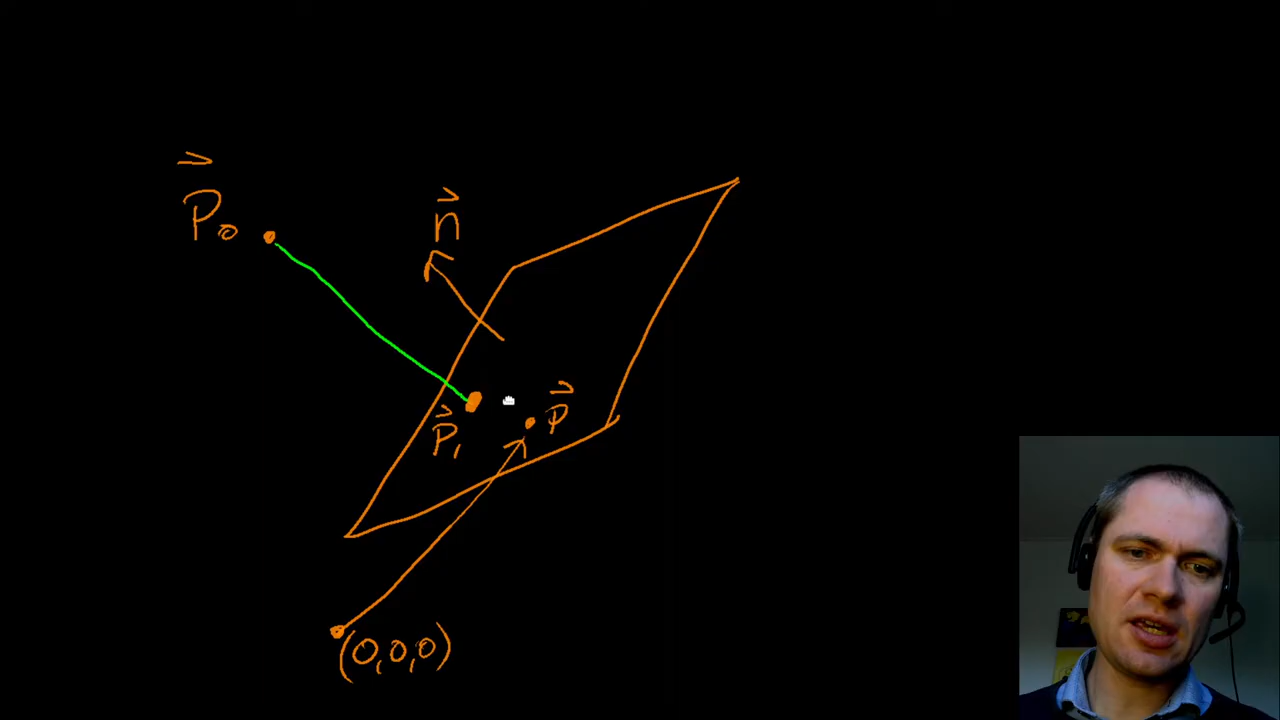 P⃗₀
n⃗
P⃗
P⃗₁
(0,0,0)